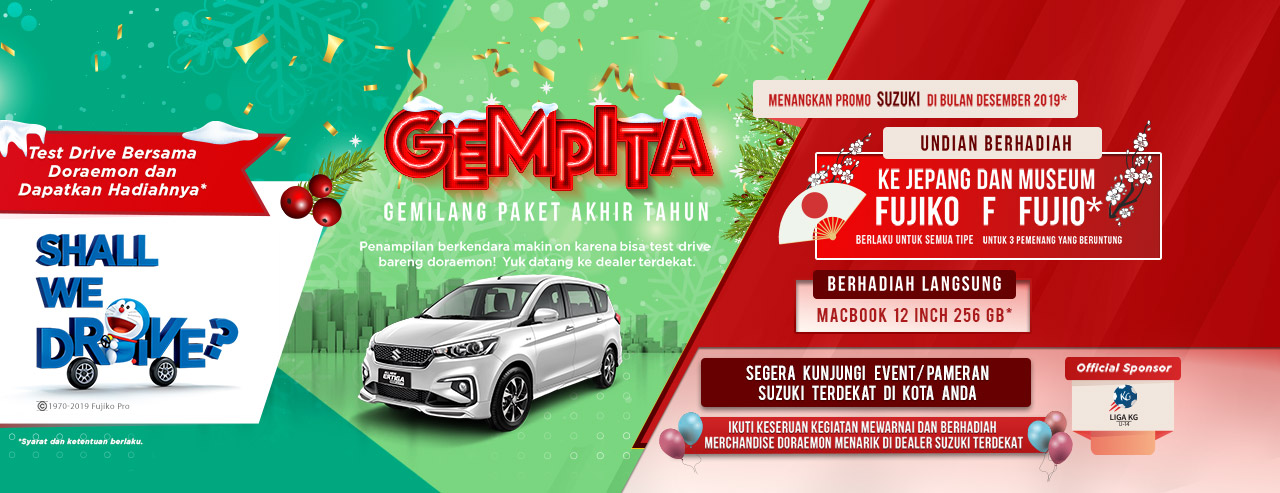 Test Drive Bersama
Doraemon dan
Dapatkan Hadiahnya*
SHALL
WE
DRIVE?
©1970-2019 Fujiko Pro
*Syarat dan ketentuan berlaku.
GEMPITA
GEMILANG PAKET AKHIR TAHUN
Penampilan berkendara makin on karena bisa test drive
bareng doraemon! Yuk datang ke dealer terdekat.
ALL NEW
ERTIGA
MENANGKAN PROMO SUZUKI DI BULAN DESEMBER 2019*
UNDIAN BERHADIAH
KE JEPANG DAN MUSEUM
FUJIKO F FUJIO*
BERLAKU UNTUK SEMUA TIPE UNTUK 3 PEMENANG YANG BERUNTUNG
BERHADIAH LANGSUNG
MACBOOK 12 INCH 256 GB*
SEGERA KUNJUNGI EVENT/PAMERAN
SUZUKI TERDEKAT DI KOTA ANDA
IKUTI KESERUAN KEGIATAN MEWARNAI DAN BERHADIAH
MERCHANDISE DORAEMON MENARIK DI DEALER SUZUKI TERDEKAT
Official Sponsor
KG
LIGA KG
U-14